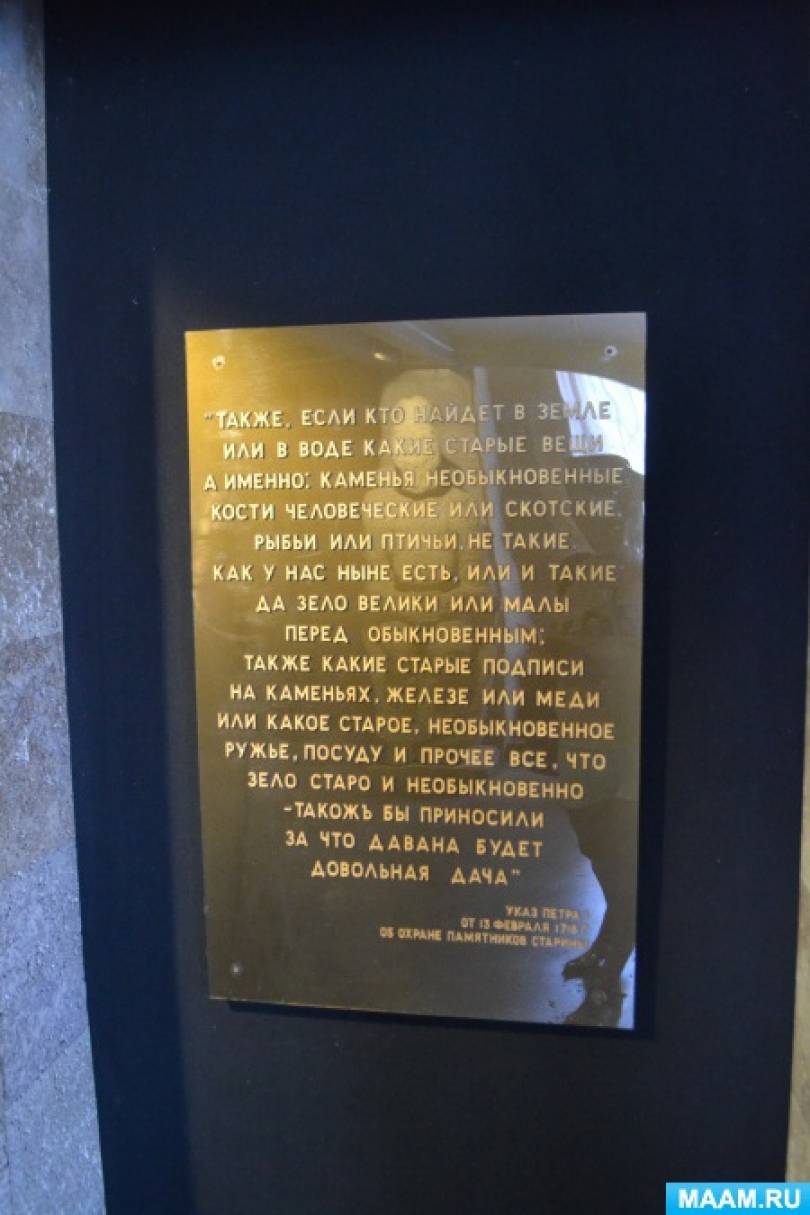 "ТАКЖЕ, ЕСЛИ КТО НАЙДЕТ В ЗЕМЛЕ
ИЛИ В ВОДЕ КАКИЕ СТАРЫЕ ВЕЩИ
А ИМЕННО: КАМЕНЬЯ НЕОБЫКНОВЕННЫЕ
КОСТИ ЧЕЛОВЕЧЕСКИЕ ИЛИ СКОТСКИЕ,
РЫБЬИ ИЛИ ПТИЧЬИ, НЕ ТАКИЕ,
КАК У НАС НЫНЕ ЕСТЬ, ИЛИ И ТАКИЕ
ДА ЗЕЛО ВЕЛИКИ ИЛИ МАЛЫ
ПЕРЕД ОБЫКНОВЕННЫМ;
ТАКЖЕ КАКИЕ СТАРЫЕ ПОДПИСИ
НА КАМЕНЬЯХ, ЖЕЛЕЗЕ ИЛИ МЕДИ
ИЛИ КАКОЕ СТАРОЕ, НЕОБЫКНОВЕННОЕ
РУЖЬЕ, ПОСУДУ И ПРОЧЕЕ ВСЕ, ЧТО
ЗЕЛО СТАРО И НЕОБЫКНОВЕННО
-ТАКОЖЪ БЫ ПРИНОСИЛИ
ЗА ЧТО ДАВАНА БУДЕТ
ДОВОЛЬНАЯ ДАЧА"
УКАЗ ПЕТРА
ОТ 13 ФЕВРАЛЯ 1718 Г.
ОБ ОХРАНЕ ПАМЯТНИКОВ СТАРИНЫ
MAAM.RU